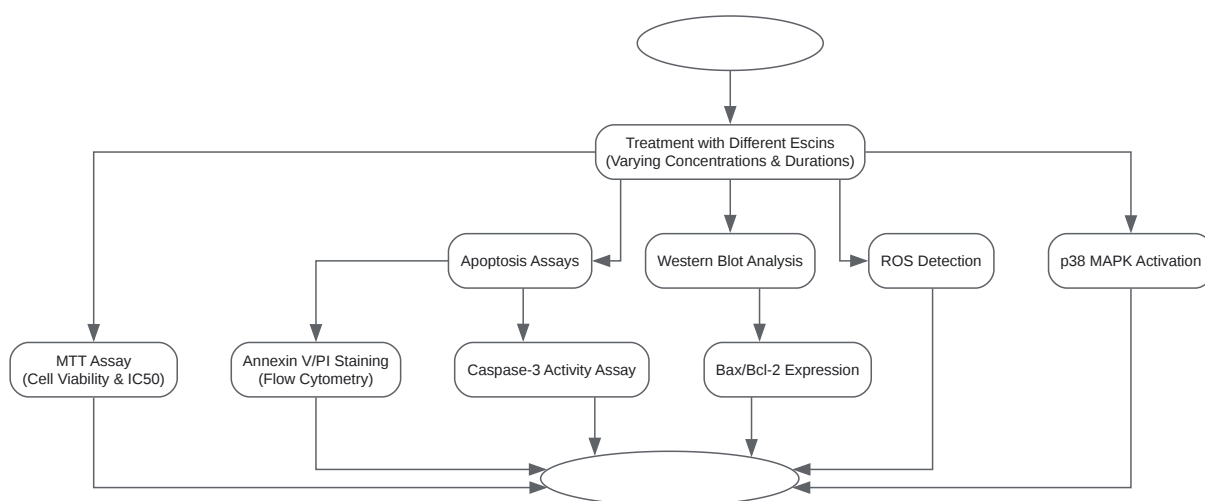 Treatment with Different Escins
(Varying Concentrations & Durations)
Apoptosis Assays
Western Blot Analysis
ROS Detection
p38 MAPK Activation
MTT Assay
(Cell Viability & IC50)
Annexin V/PI Staining
(Flow Cytometry)
Caspase-3 Activity Assay
Bax/Bcl-2 Expression